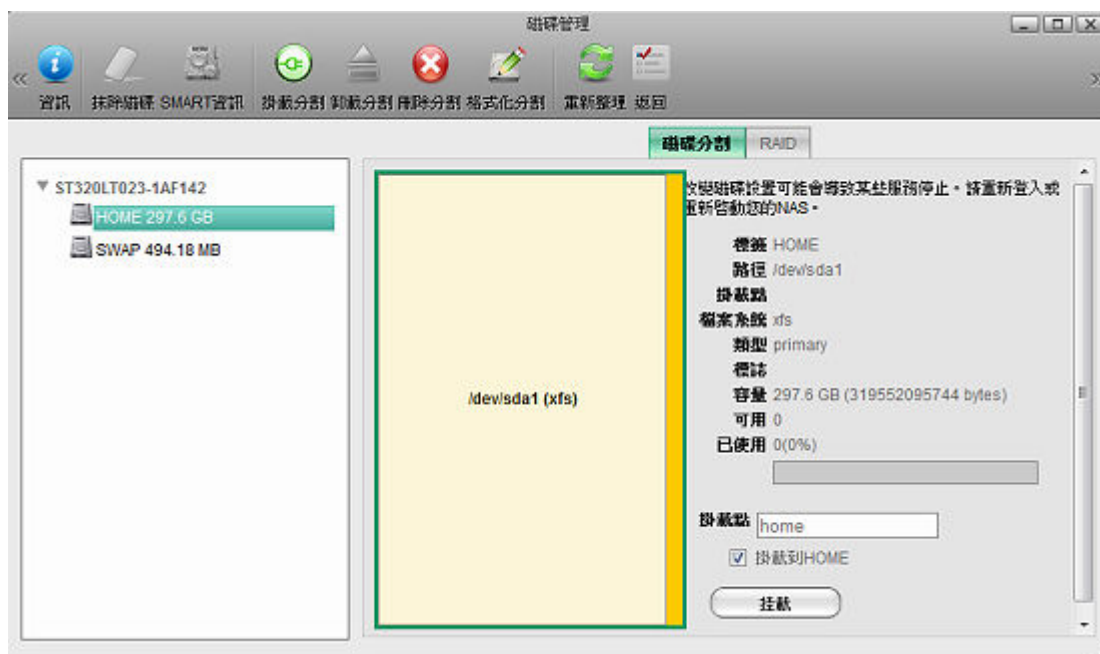 磁碟管理
資訊 抹除磁碟 SMART資訊 掛載分割 卸載分割 刪除分割 格式化分割 重新整理 返回
磁碟分割 RAID
ST320LT023-1AF142
HOME 297.6 GB
SWAP 494.18 MB
/dev/sda1 (xfs)
改變磁碟設置可能會導致某些服務停止。請重新登入或
重新啓動您的NAS。
標籤 HOME
路徑 /dev/sda1
掛載點
檔案系統 xfs
類型 primary
標誌
容量 297.6 GB (319552095744 bytes)
可用 0
已使用 0(0%)
掛載點 home
掛載到HOME
挂載